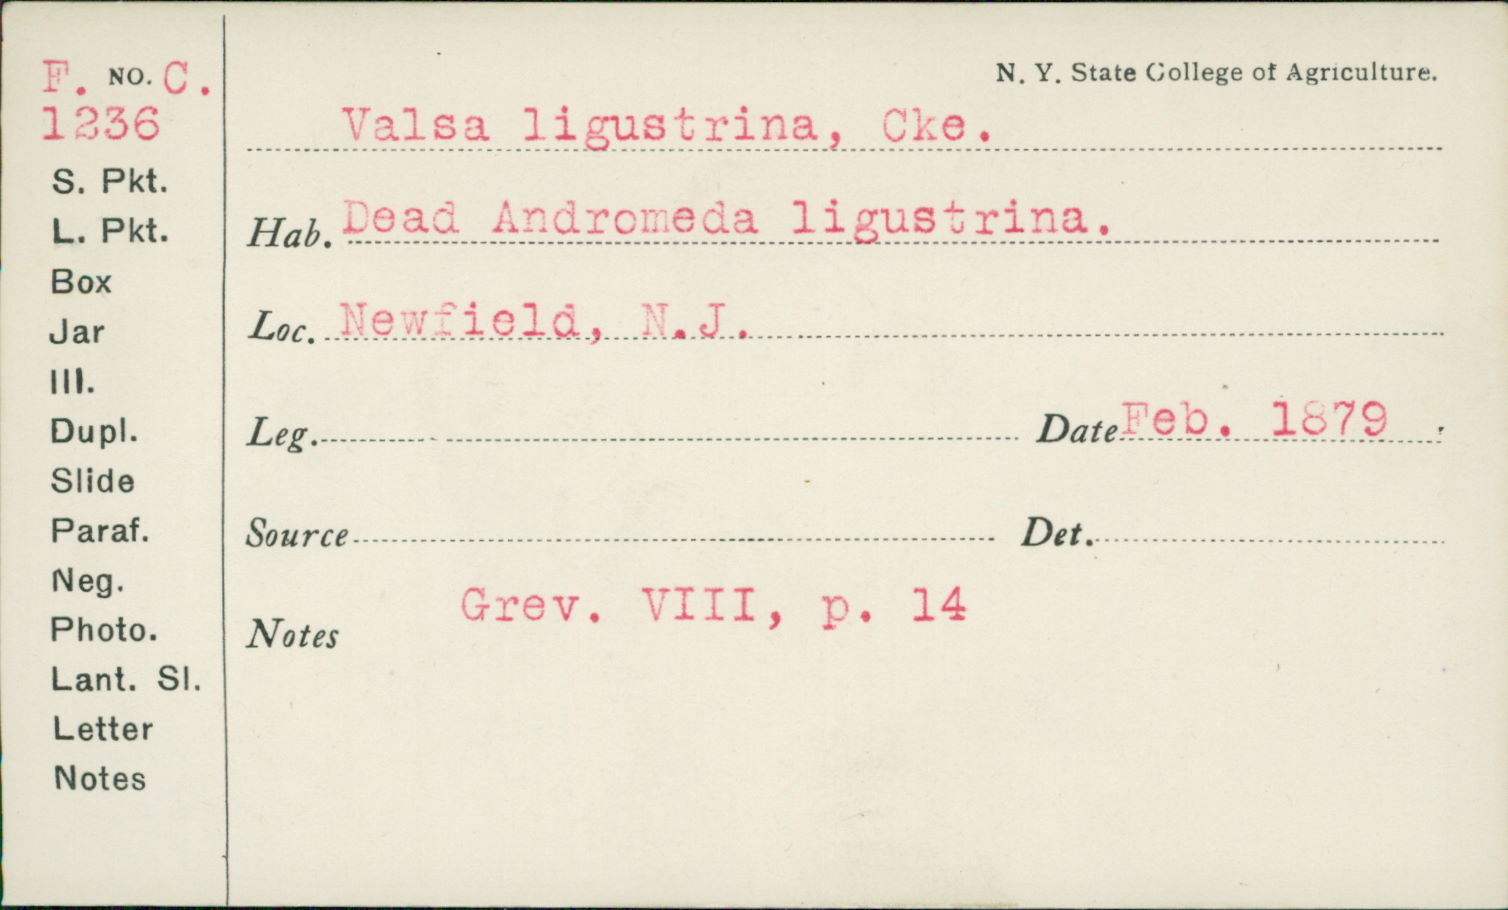 F. NO. C.
1236
S. Pkt.
L. Pkt.
Box
Jar
Ill.
Dupl.
Slide
Paraf.
Neg.
Photo.
Lant. Sl.
Letter
Notes
N. Y. State College of Agriculture.
Valsa ligustrina, Cke.
Hab. Dead Andromeda ligustrina.
Loc. Newfield, N.J.
Leg. Date Feb. 1879
Source Det.
Notes Grev. VIII, p. 14